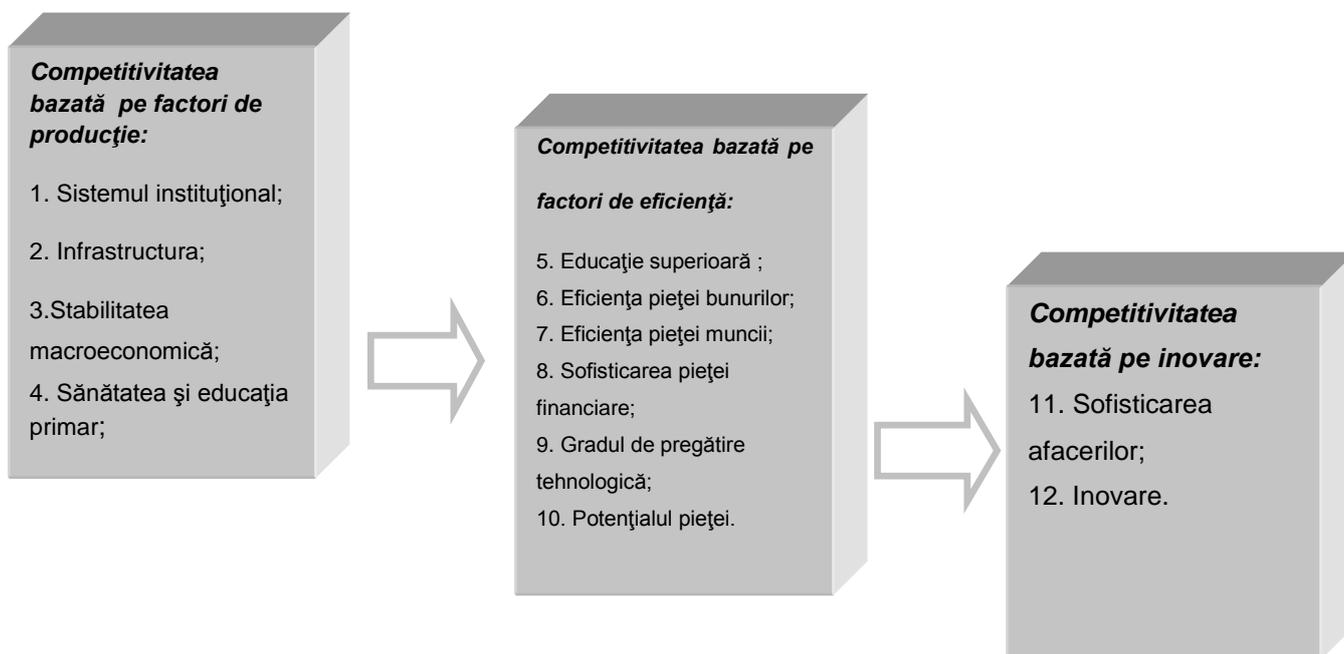 Competitivitatea
bazată pe factori de
producţie:
1. Sistemul instituţional;
2. Infrastructura;
3.Stabilitatea
macroeconomică;
4. Sănătatea şi educaţia
primar;
Competitivitatea bazată pe
factori de eficienţă:
5. Educaţie superioară ;
6. Eficienţa pieţei bunurilor;
7. Eficienţa pieţei muncii;
8. Sofisticarea pieţei
financiare;
9. Gradul de pregătire
tehnologică;
10. Potenţialul pieţei.
Competitivitatea
bazată pe inovare:
11. Sofisticarea
afacerilor;
12. Inovare.